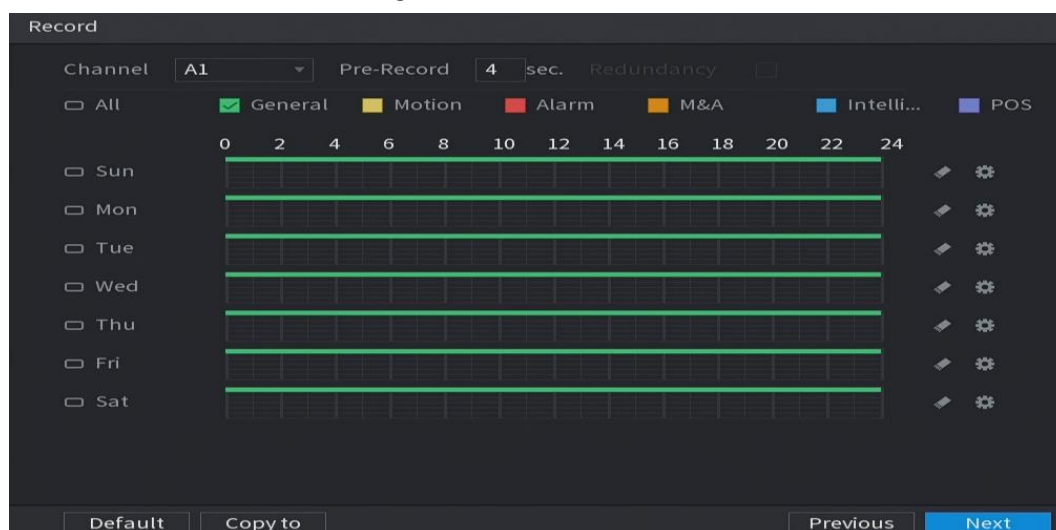 Record
Channel A1 Pre-Record 4 sec. Redundancy
All General Motion Alarm M&A Intelli... POS
0 2 4 6 8 10 12 14 16 18 20 22 24
Sun
Mon
Tue
Wed
Thu
Fri
Sat
Default Copy to Previous Next